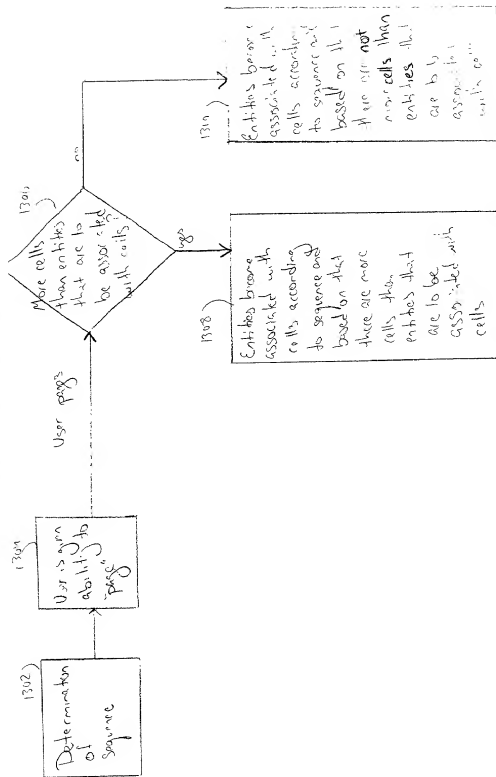 1302
Determination
of
sequence
1304
User is given
ability to
"page"
User pages
1306
More cells
than entities
that are to
be associated
with cells?
yes
no
1308
Entities become
associated with
cells according
to sequence and
based on that
there are more
cells than
entities that
are to be
associated with
cells
1310
Entities become
associated with
cells according
to sequence and
based on that
there are not
more cells than
entities that
are to be
associated
with cells